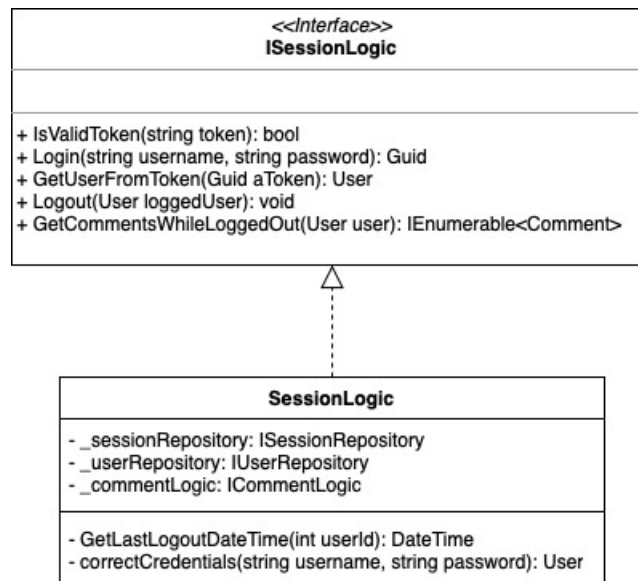 <<Interface>>
ISessionLogic
+ IsValidToken(string token): bool
+ Login(string username, string password): Guid
+ GetUserFromToken(Guid aToken): User
+ Logout(User loggedUser): void
+ GetCommentsWhileLoggedOut(User user): IEnumerable<Comment>
SessionLogic
- _sessionRepository: ISessionRepository
- _userRepository: IUserRepository
- _commentLogic: ICommentLogic
- GetLastLogoutDateTime(int userId): DateTime
- correctCredentials(string username, string password): User